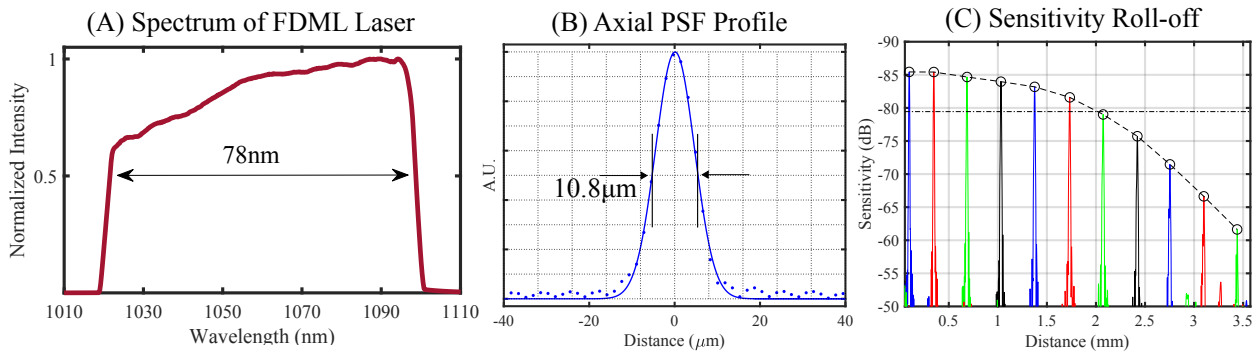 (A) Spectrum of FDML Laser
Normalized Intensity
1
0.5
78nm
1010 1030 1050 1070 1090 1110
Wavelength (nm)
(B) Axial PSF Profile
A.U.
10.8μm
-40 -20 0 20 40
Distance (μm)
(C) Sensitivity Roll-off
Sensitivity (dB)
-90
-85
-80
-75
-70
-65
-60
-55
-50
0.5 1 1.5 2 2.5 3 3.5
Distance (mm)